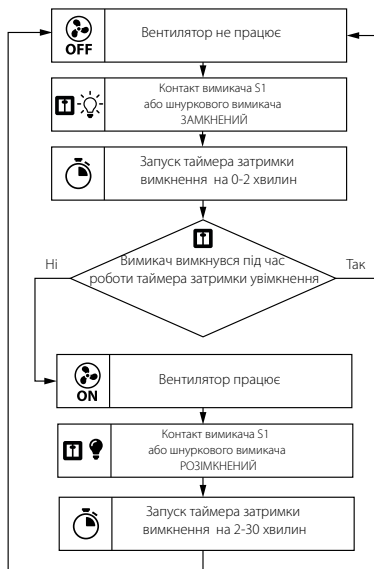 OFF
Вентилятор не працює
Контакт вимикача S1
або шнуркового вимикача
ЗАМКНЕНИЙ
Запуск таймера затримки
вимкнення на 0-2 хвилин
Ні
Вимикач вимкнувся під час
Так
роботи таймера затримки увімкнення
ON
Вентилятор працює
Контакт вимикача S1
або шнуркового вимикача
РОЗІМКНЕНИЙ
Запуск таймера затримки
вимкнення на 2-30 хвилин